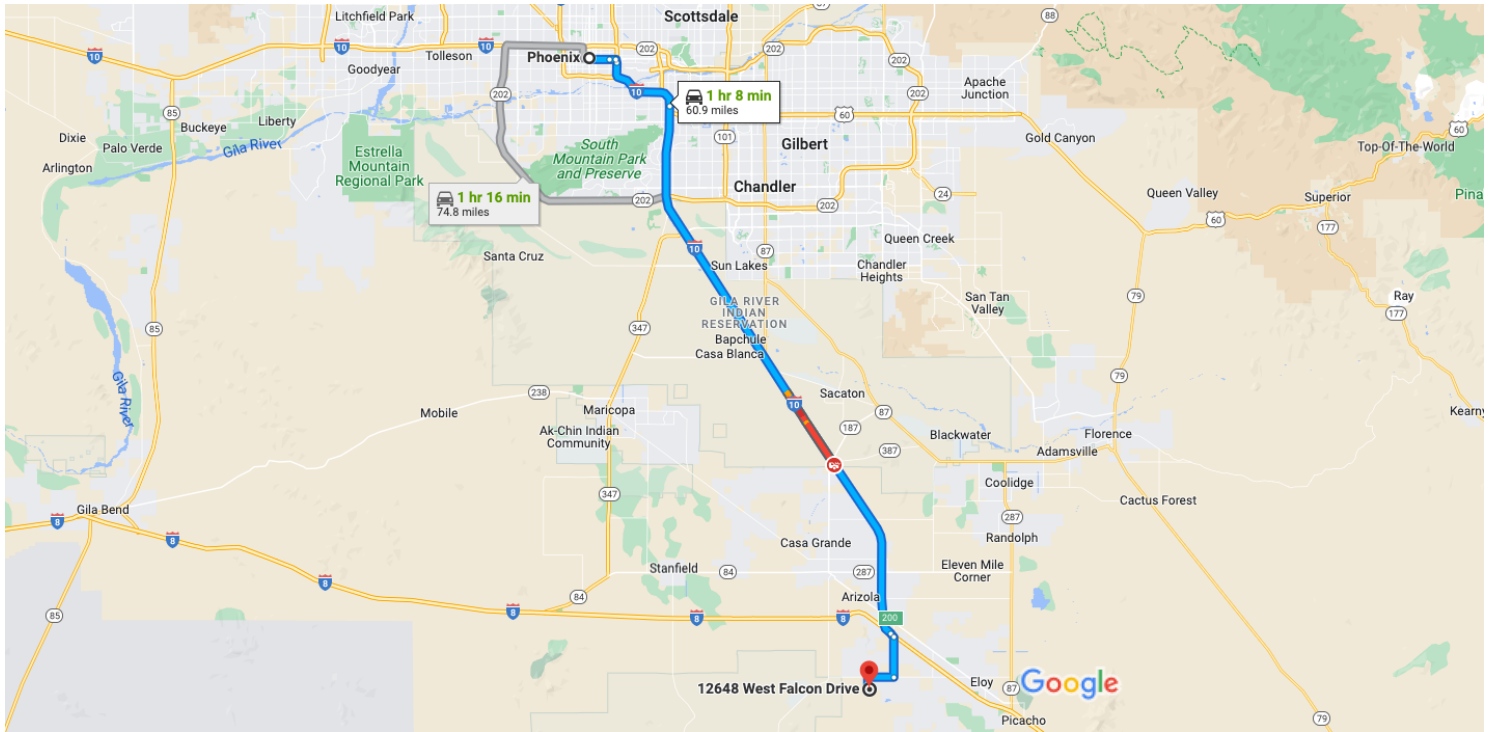 Litchfield Park
Scottsdale
87
88
10
10
10
202
202
Tolleson
Phoenix
Goodyear
202
10
1 hr 8 min
60.9 miles
Apache
Junction
85
202
60
60
Buckeye
Liberty
Dixie
Palo Verde
Arlington
Gila River
101
Gilbert
Gold Canyon
Top-Of-The-World
South
Mountain Park
and Preserve
Estrella
Mountain
Regional Park
Chandler
1 hr 16 min
74.8 miles
202
202
24
Queen Valley
Superior
Pina
60
177
Santa Cruz
10
87
Queen Creek
Sun Lakes
Chandler
Heights
79
San Tan
Valley
Ray
177
GILA RIVER
INDIAN
RESERVATION
85
347
Bapchule
Casa Blanca
Gila River
79
238
Sacaton
10
87
Mobile
Maricopa
Ak-Chin Indian
Community
187
Kearny
Blackwater
Florence
387
Adamsville
347
Coolidge
Cactus Forest
Gila Bend
8
8
287
Casa Grande
Randolph
Stanfield
84
287
Eleven Mile
Corner
8
84
Arizola
85
8
8
8
200
12648 West Falcon Drive
Eloy
87
Google
Picacho
79